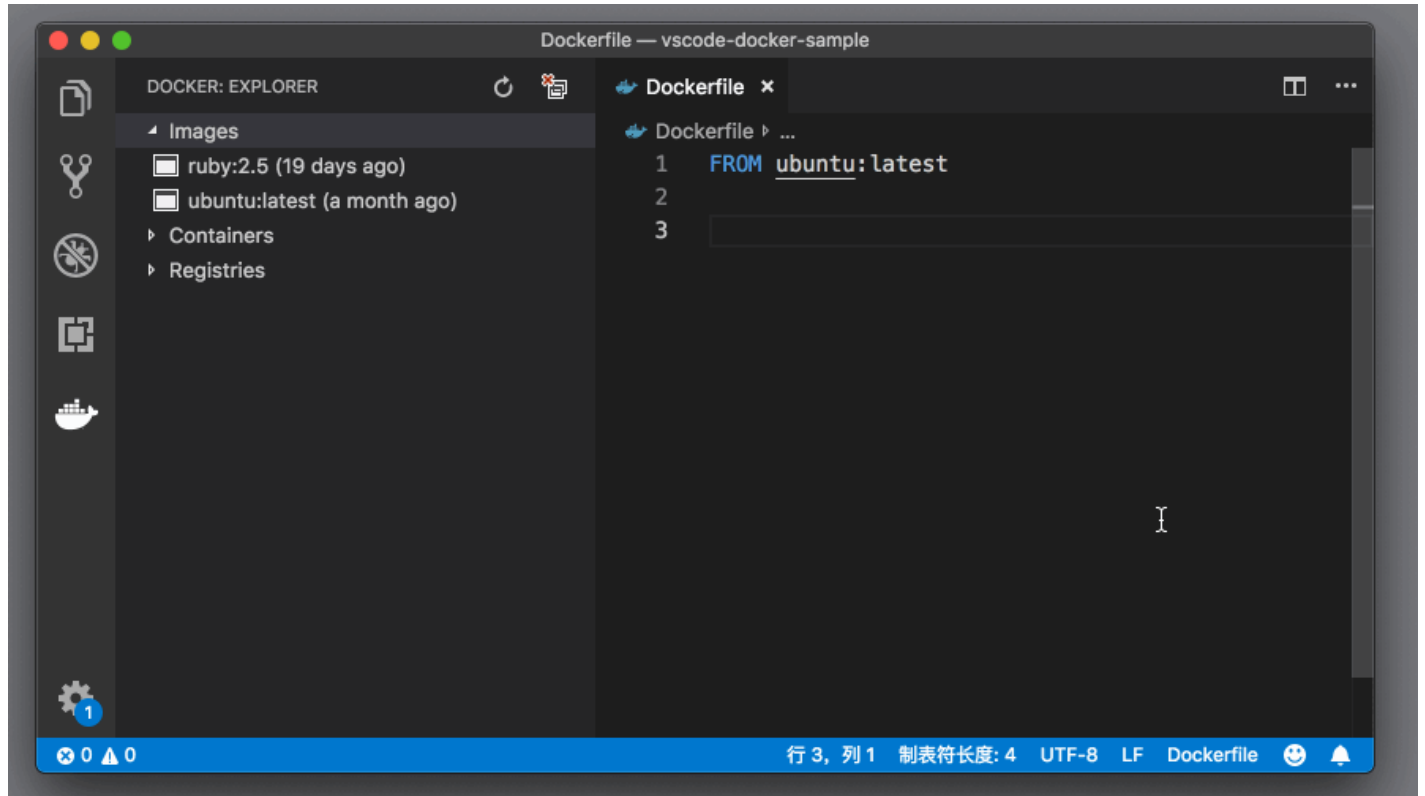 Dockerfile — vscode-docker-sample
DOCKER: EXPLORER
Images
ruby:2.5 (19 days ago)
ubuntu:latest (a month ago)
Containers
Registries
Dockerfile ×
Dockerfile ...
1 FROM ubuntu:latest
2
3
1
0 0
行 3，列 1 制表符长度: 4 UTF-8 LF Dockerfile